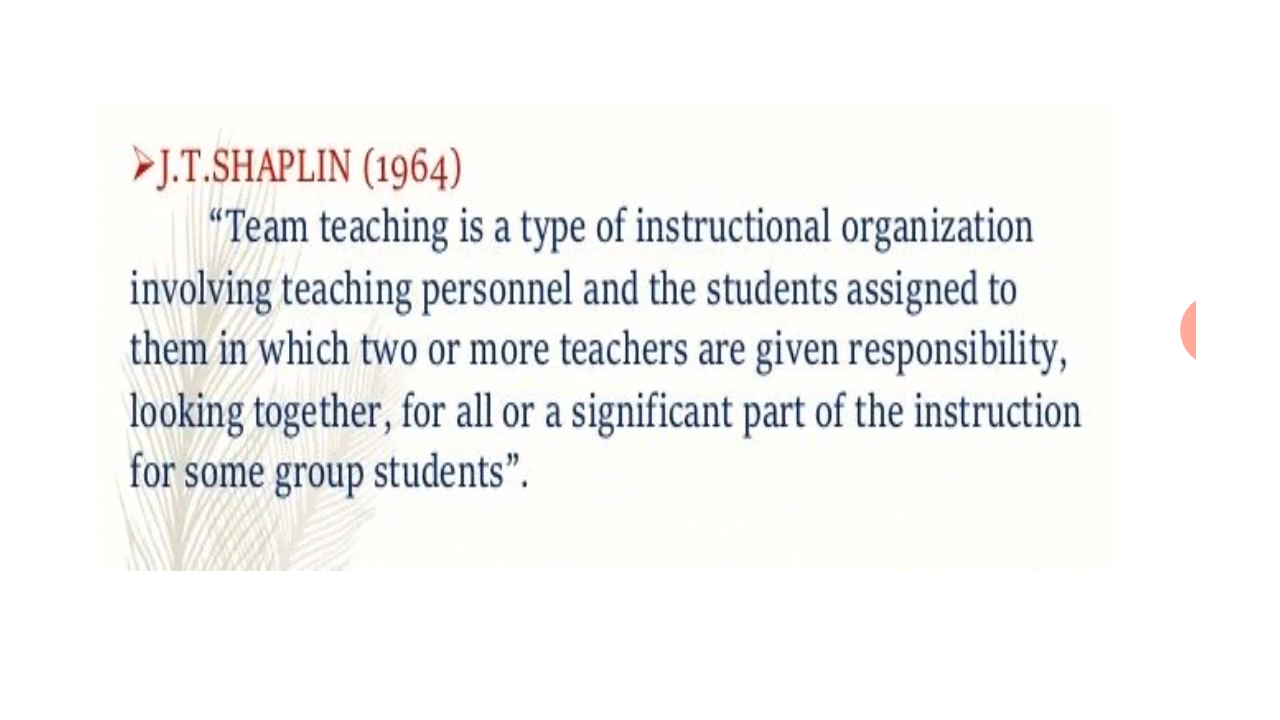 ➢J.T.SHAPLIN (1964)
“Team teaching is a type of instructional organization
involving teaching personnel and the students assigned to
them in which two or more teachers are given responsibility,
looking together, for all or a significant part of the instruction
for some group students”.